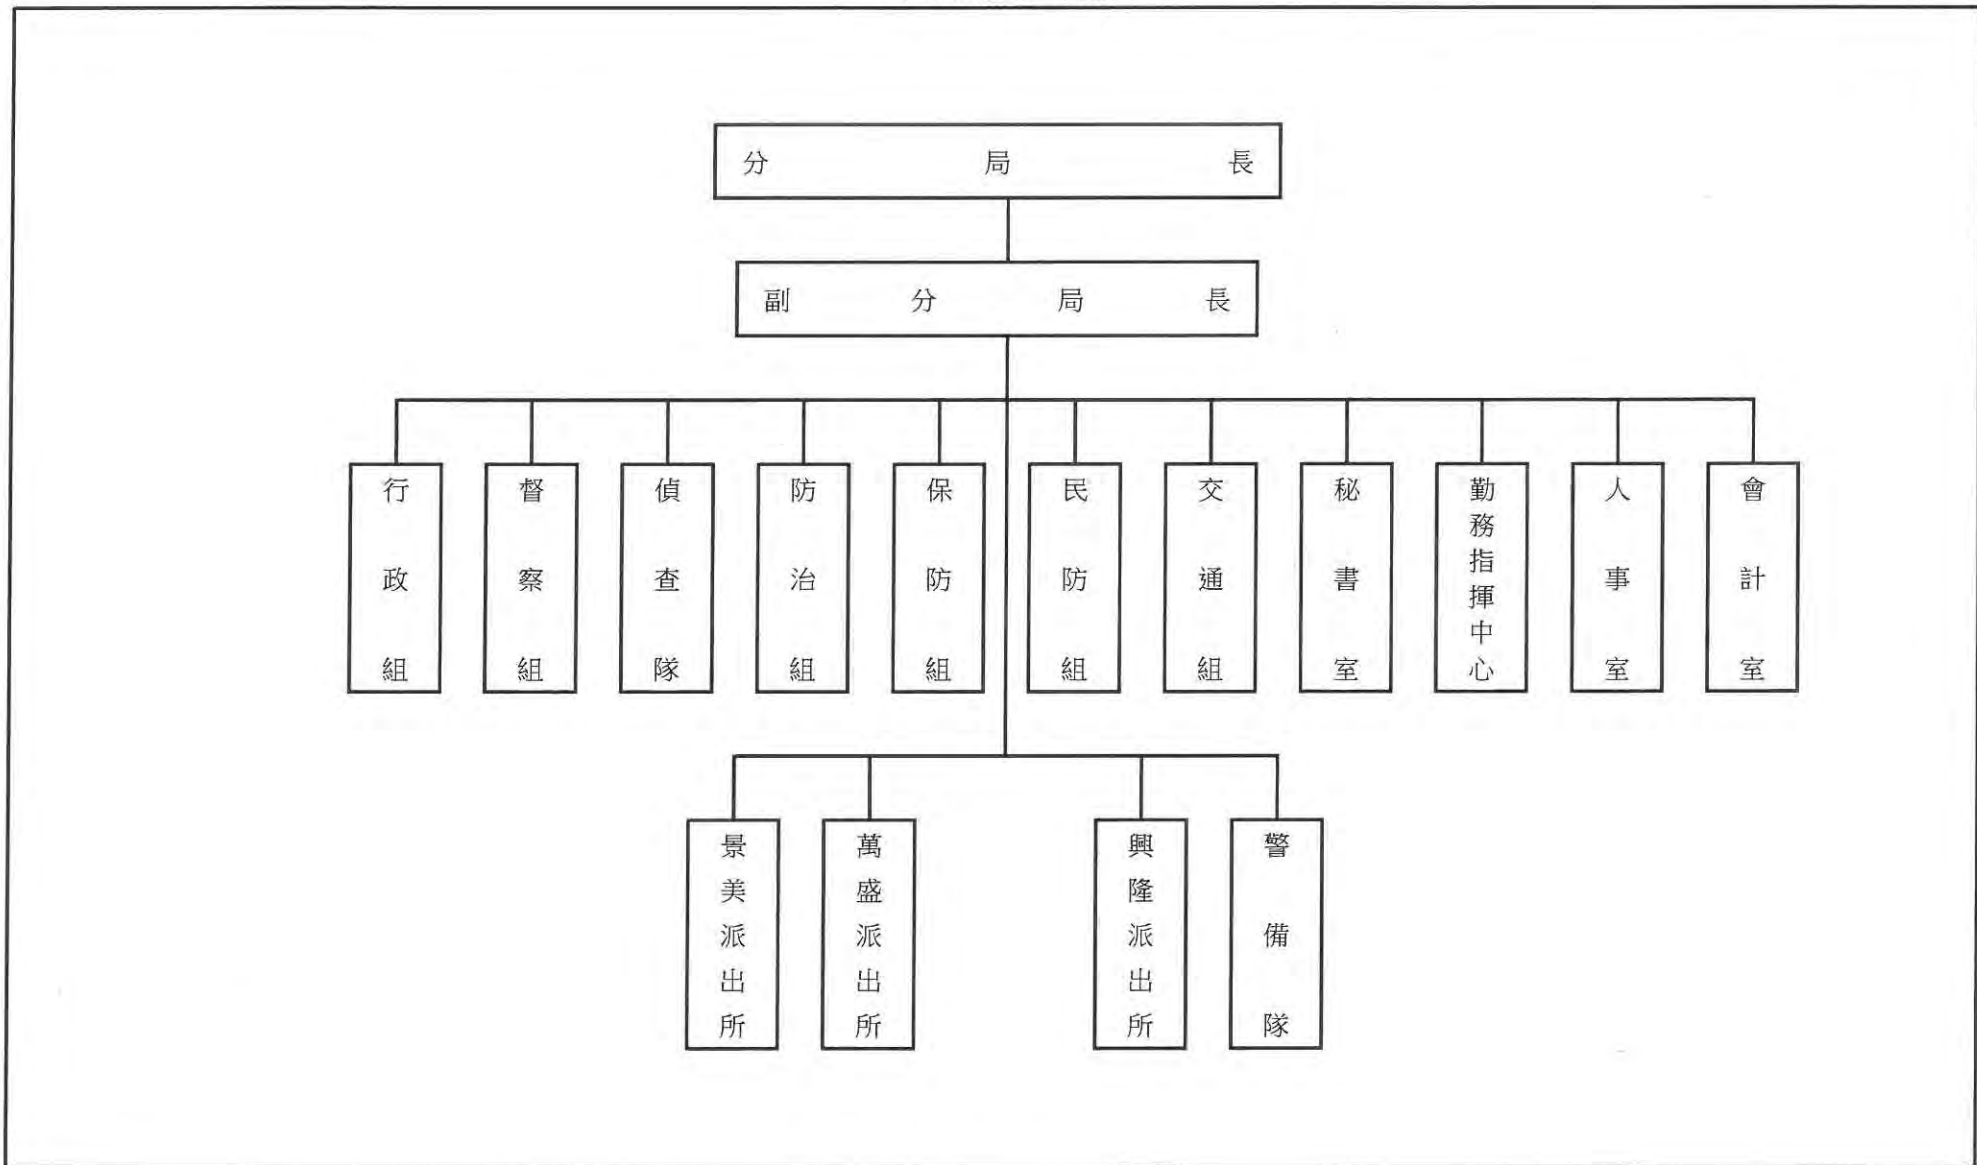 分局長
副分局長
行政組
督察組
偵查隊
防治組
保防組
民防組
交通組
秘書室
勤務指揮中心
人事室
會計室
景美派出所
萬盛派出所
興隆派出所
警備隊